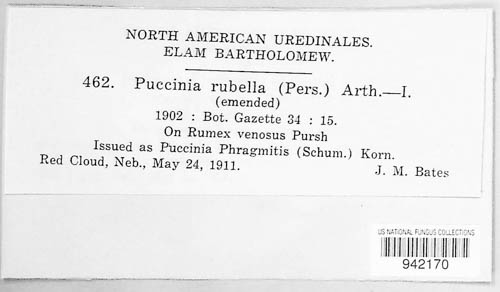 NORTH AMERICAN UREDINALES.
ELAM BARTHOLOMEW.
462. Puccinia rubella (Pers.) Arth.—I.
(emended)
1902 : Bot. Gazette 34 : 15.
On Rumex venosus Pursh
Issued as Puccinia Phragmitis (Schum.) Korn.
Red Cloud, Neb., May 24, 1911. J. M. Bates
US NATIONAL FUNGUS COLLECTIONS
942170